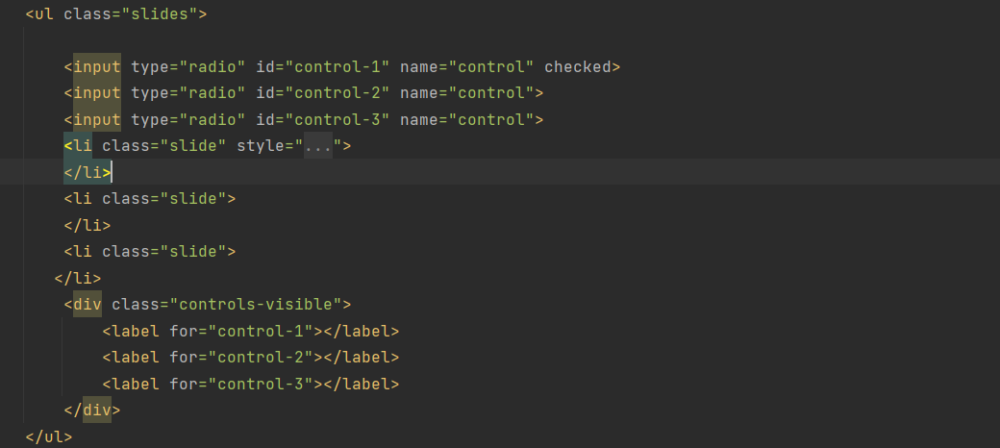 <ul class="slides">
<input type="radio" id="control-1" name="control" checked>
<input type="radio" id="control-2" name="control">
<input type="radio" id="control-3" name="control">
<li class="slide" style="...">
</li>
<li class="slide">
</li>
<li class="slide">
</li>
<div class="controls-visible">
<label for="control-1"></label>
<label for="control-2"></label>
<label for="control-3"></label>
</div>
</ul>